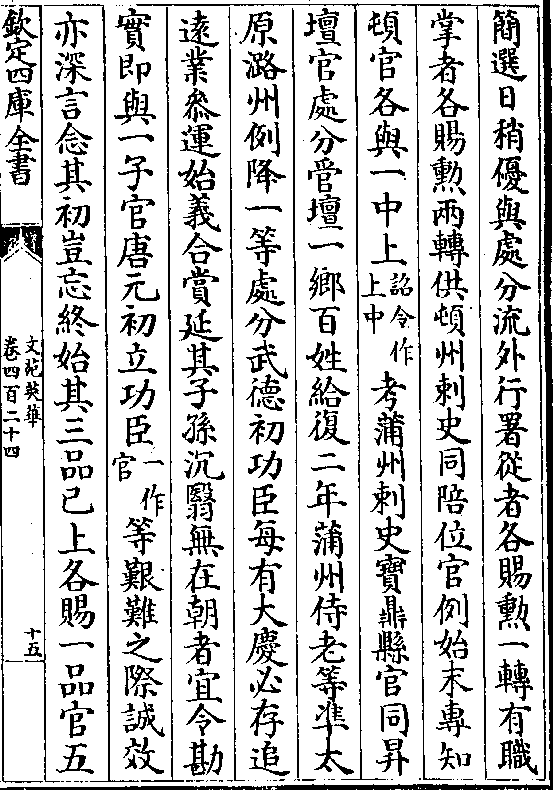 簡選日稍優與處分流外行署從者各賜勲一轉有職
掌者各賜勲兩轉供頓州刺史同陪位官例始末專知
頓官各與一中上詔令作上中考蒲州刺史寶鼎縣官同昇
壇官處分管壇一鄉百姓給復二年蒲州侍老等準太
原潞州例降一等處分武德初功臣每有大慶必存追
逺業叅運始義合賞延其子孫沉翳無在朝者宜令勘
實即與一子官唐元初立功臣一作官等艱難之際誠效
亦深言念其初豈忘終始其三品已上各賜一品官五
欽定四庫全書
文苑英華
卷四百二十四
十五